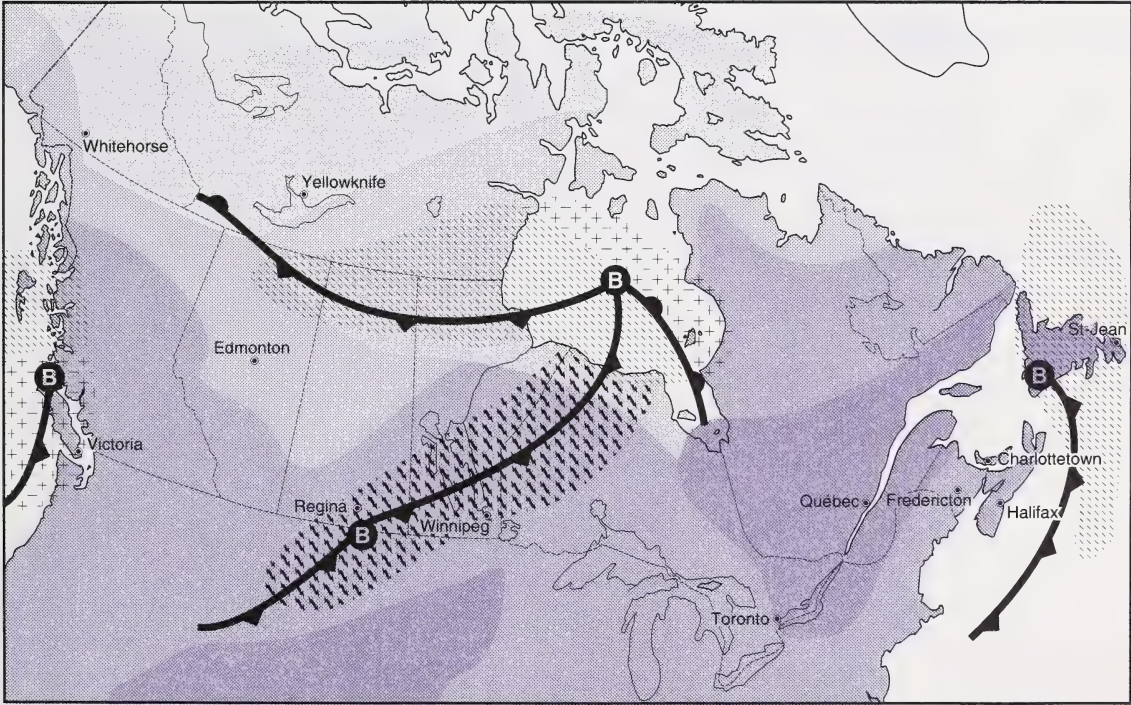 Whitehorse
Yellowknife
B
St-Jean
Edmonton
B
B
Victoria
Charlottetown
Regina
Québec
Fredericton
Halifax
Winnipeg
B
Toronto